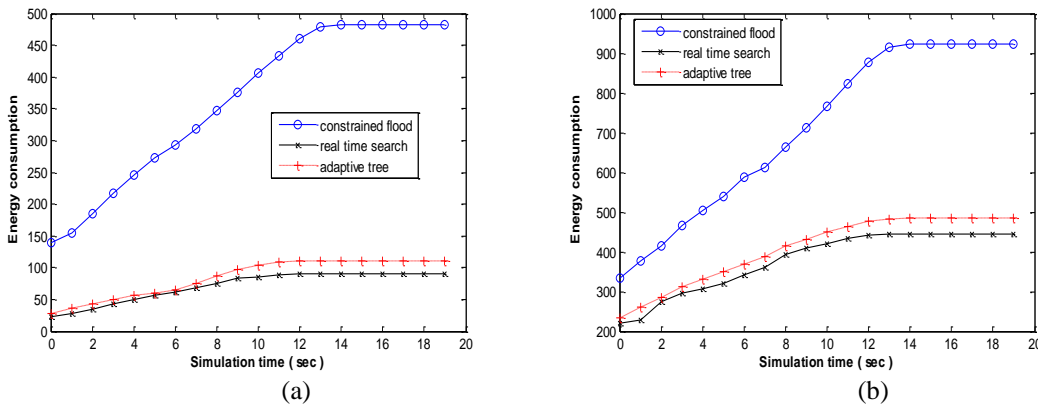 500
450
400
350
300
250
200
150
100
50
0
Energy consumption
constrained flood
real time search
adaptive tree
0 2 4 6 8 10 12 14 16 18 20
Simulation time ( sec )
(a)
1000
900
800
700
600
500
400
300
200
Energy consumption
constrained flood
real time search
adaptive tree
0 2 4 6 8 10 12 14 16 18 20
Simulation time ( sec )
(b)